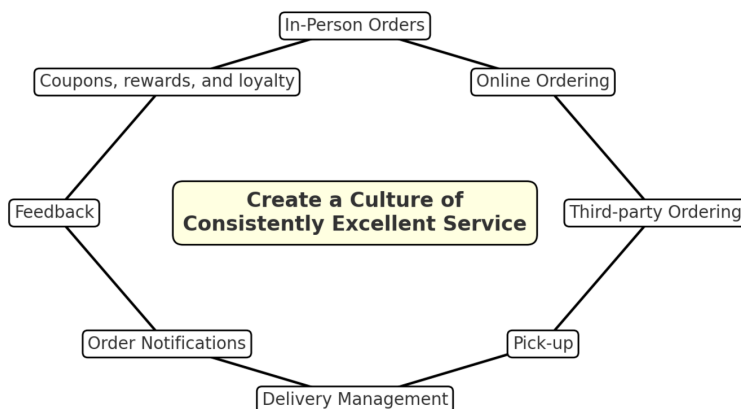 In-Person Orders
Coupons, rewards, and loyalty
Online Ordering
Create a Culture of
Consistently Excellent Service
Feedback
Third-party Ordering
Order Notifications
Pick-up
Delivery Management